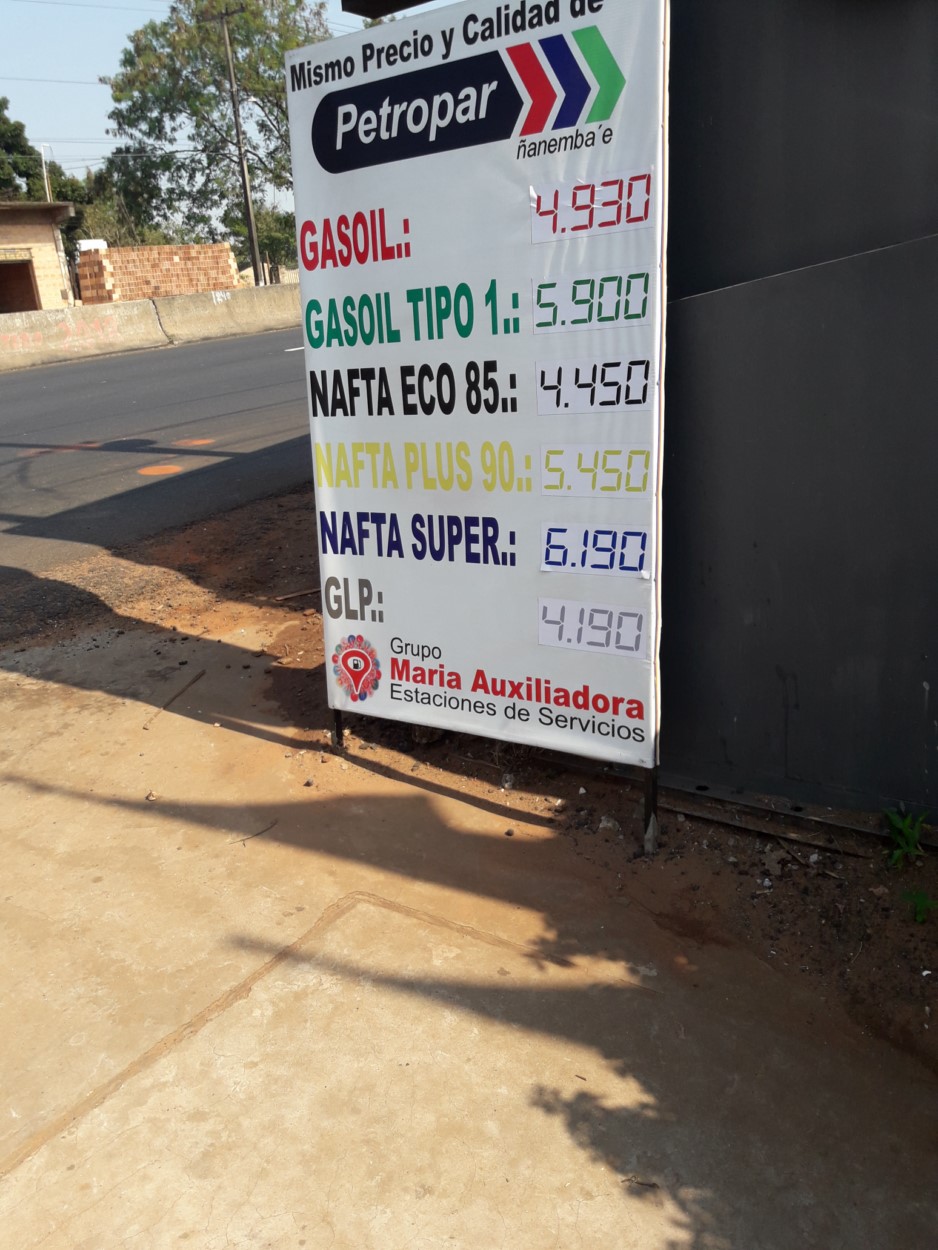 Mismo Precio y Calidad de
Petropar
ñanemba'e
GASOIL.: 4.930
GASOIL TIPO 1.: 5.900
NAFTA ECO 85.: 4.450
NAFTA PLUS 90.: 5.450
NAFTA SUPER.: 6.190
GLP.: 4.190
Grupo
Maria Auxiliadora
Estaciones de Servicios